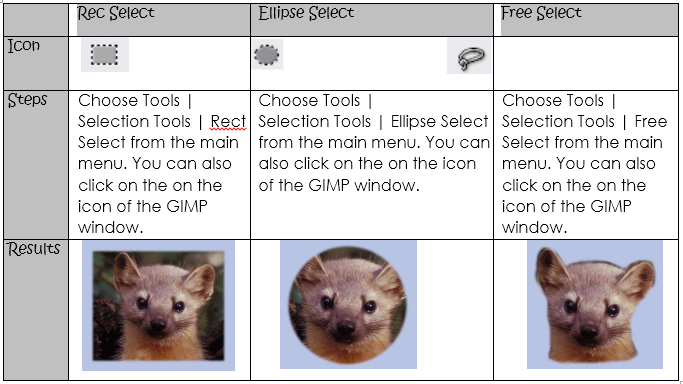 Rec Select
Ellipse Select
Free Select
Icon
Steps
Choose Tools |
Selection Tools | Rect
Select from the main
menu. You can also
click on the on the
icon of the GIMP
window.
Choose Tools |
Selection Tools | Ellipse Select
from the main menu. You can
also click on the on the icon
of the GIMP window.
Choose Tools |
Selection Tools | Free
Select from the main
menu. You can also
click on the on the
icon of the GIMP
window.
Results